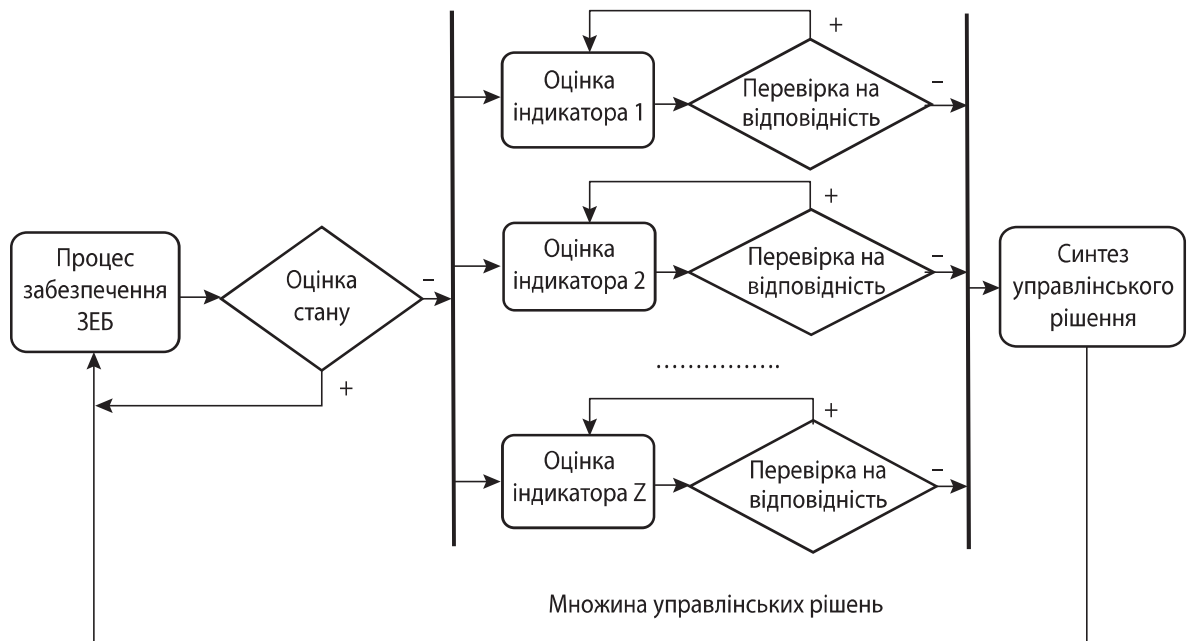 Процес
забезпечення
ЗЕБ
Оцінка
стану
+
–
Оцінка
індикатора 1
Перевірка на
відповідність
+
–
Оцінка
індикатора 2
Перевірка на
відповідність
+
–
................
Оцінка
індикатора Z
Перевірка на
відповідність
+
–
Синтез
управлінського
рішення
Множина управлінських рішень